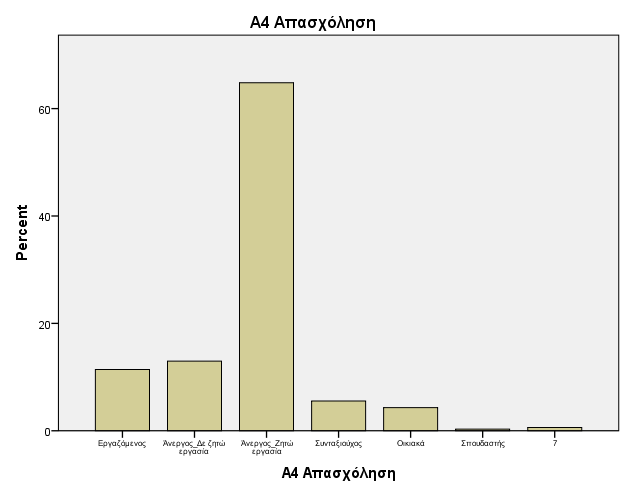 A4 Απασχόληση
Percent
60
40
20
0
Εργαζόμενος
Άνεργος_Δε ζητώ
εργασία
Άνεργος_Ζητώ
εργασία
Συνταξιούχος
Οικιακά
Σπουδαστής
7
A4 Απασχόληση